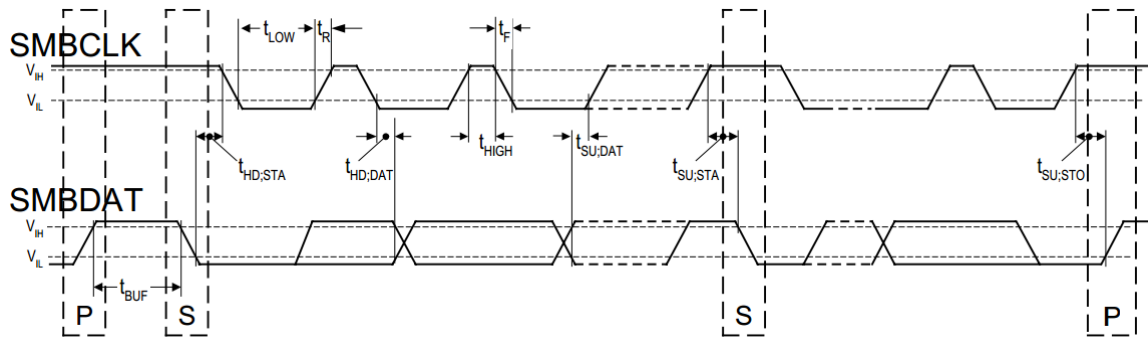 tLOW tR tF
SMBCLK
VIH
VIL
tHD;STA tHD;DAT tHIGH tSU;DAT tSU;STA tSU;STO
SMBDAT
VIH
VIL
tBUF
P S S P